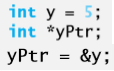 int y = 5;
int *yPtr;
yPtr = &y;